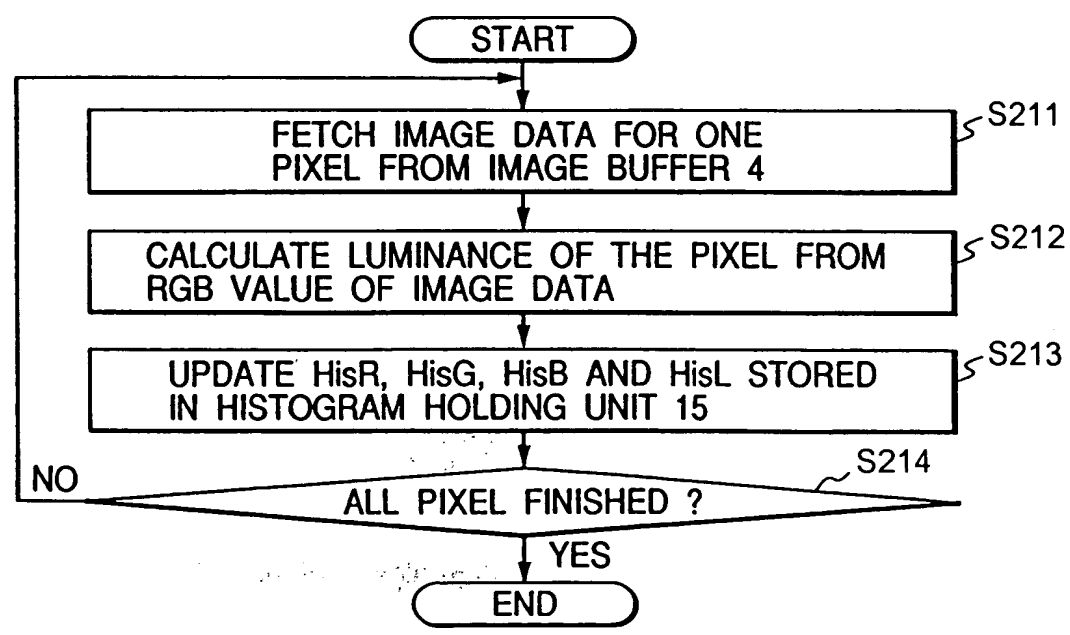 START
FETCH IMAGE DATA FOR ONE
PIXEL FROM IMAGE BUFFER 4
S211
CALCULATE LUMINANCE OF THE PIXEL FROM
RGB VALUE OF IMAGE DATA
S212
UPDATE HisR, HisG, HisB AND HisL STORED
IN HISTOGRAM HOLDING UNIT 15
S213
ALL PIXEL FINISHED ?
S214
NO
YES
END